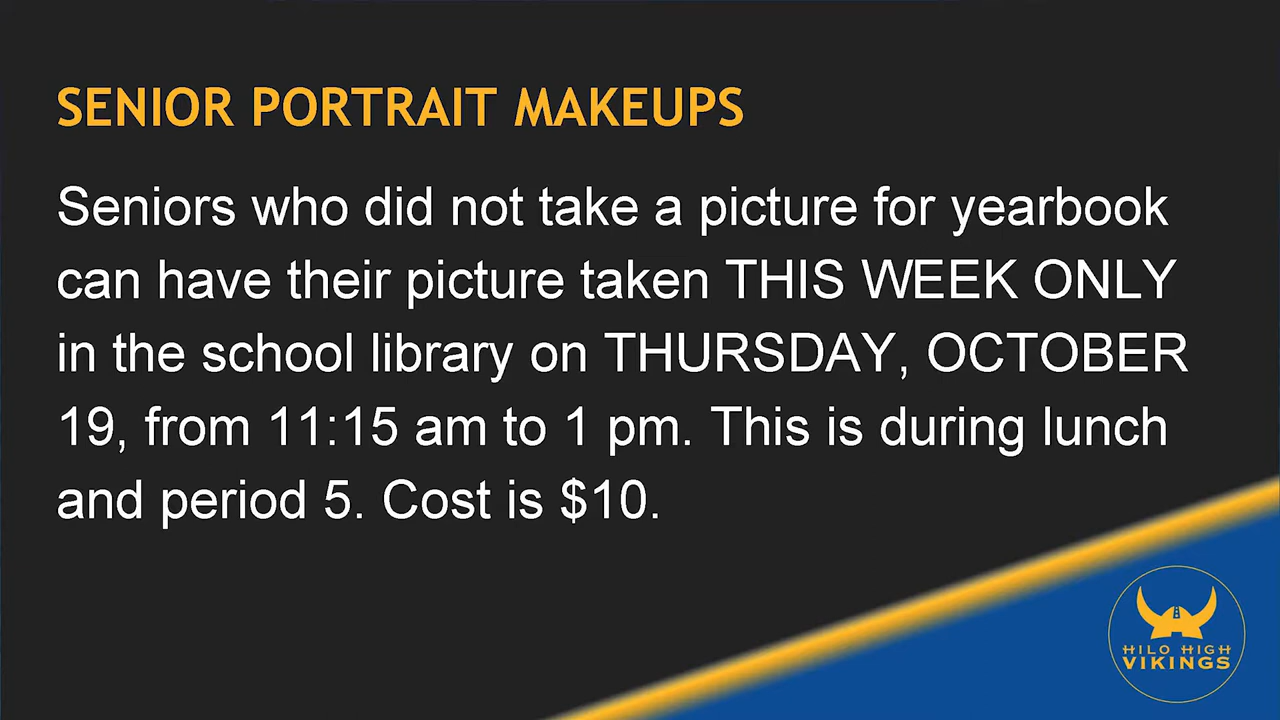 SENIOR PORTRAIT MAKEUPS
Seniors who did not take a picture for yearbook
can have their picture taken THIS WEEK ONLY
in the school library on THURSDAY, OCTOBER
19, from 11:15 am to 1 pm. This is during lunch
and period 5. Cost is $10.
HILO HIGH
VIKINGS